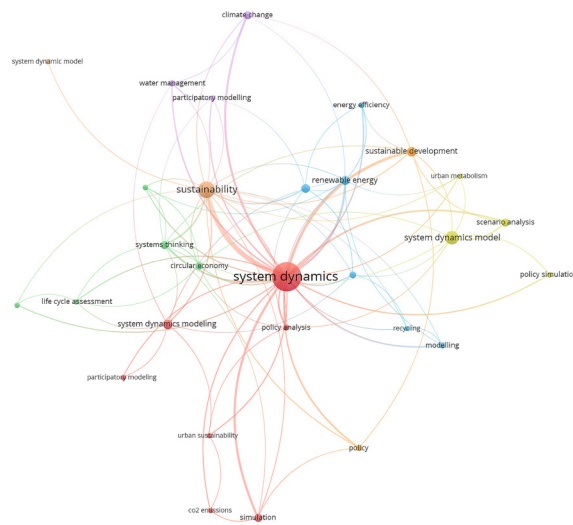 climate change
system dynamic model
water management
participatory modelling
energy efficiency
sustainable development
urban metabolism
renewable energy
sustainability
scenario analysis
system dynamics model
systems thinking
circular economy
system dynamics
policy simulatio
life cycle assessment
system dynamics modeling
policy analysis
recycling
modelling
participatory modeling
urban sustainability
policy
co2 emissions
simulation